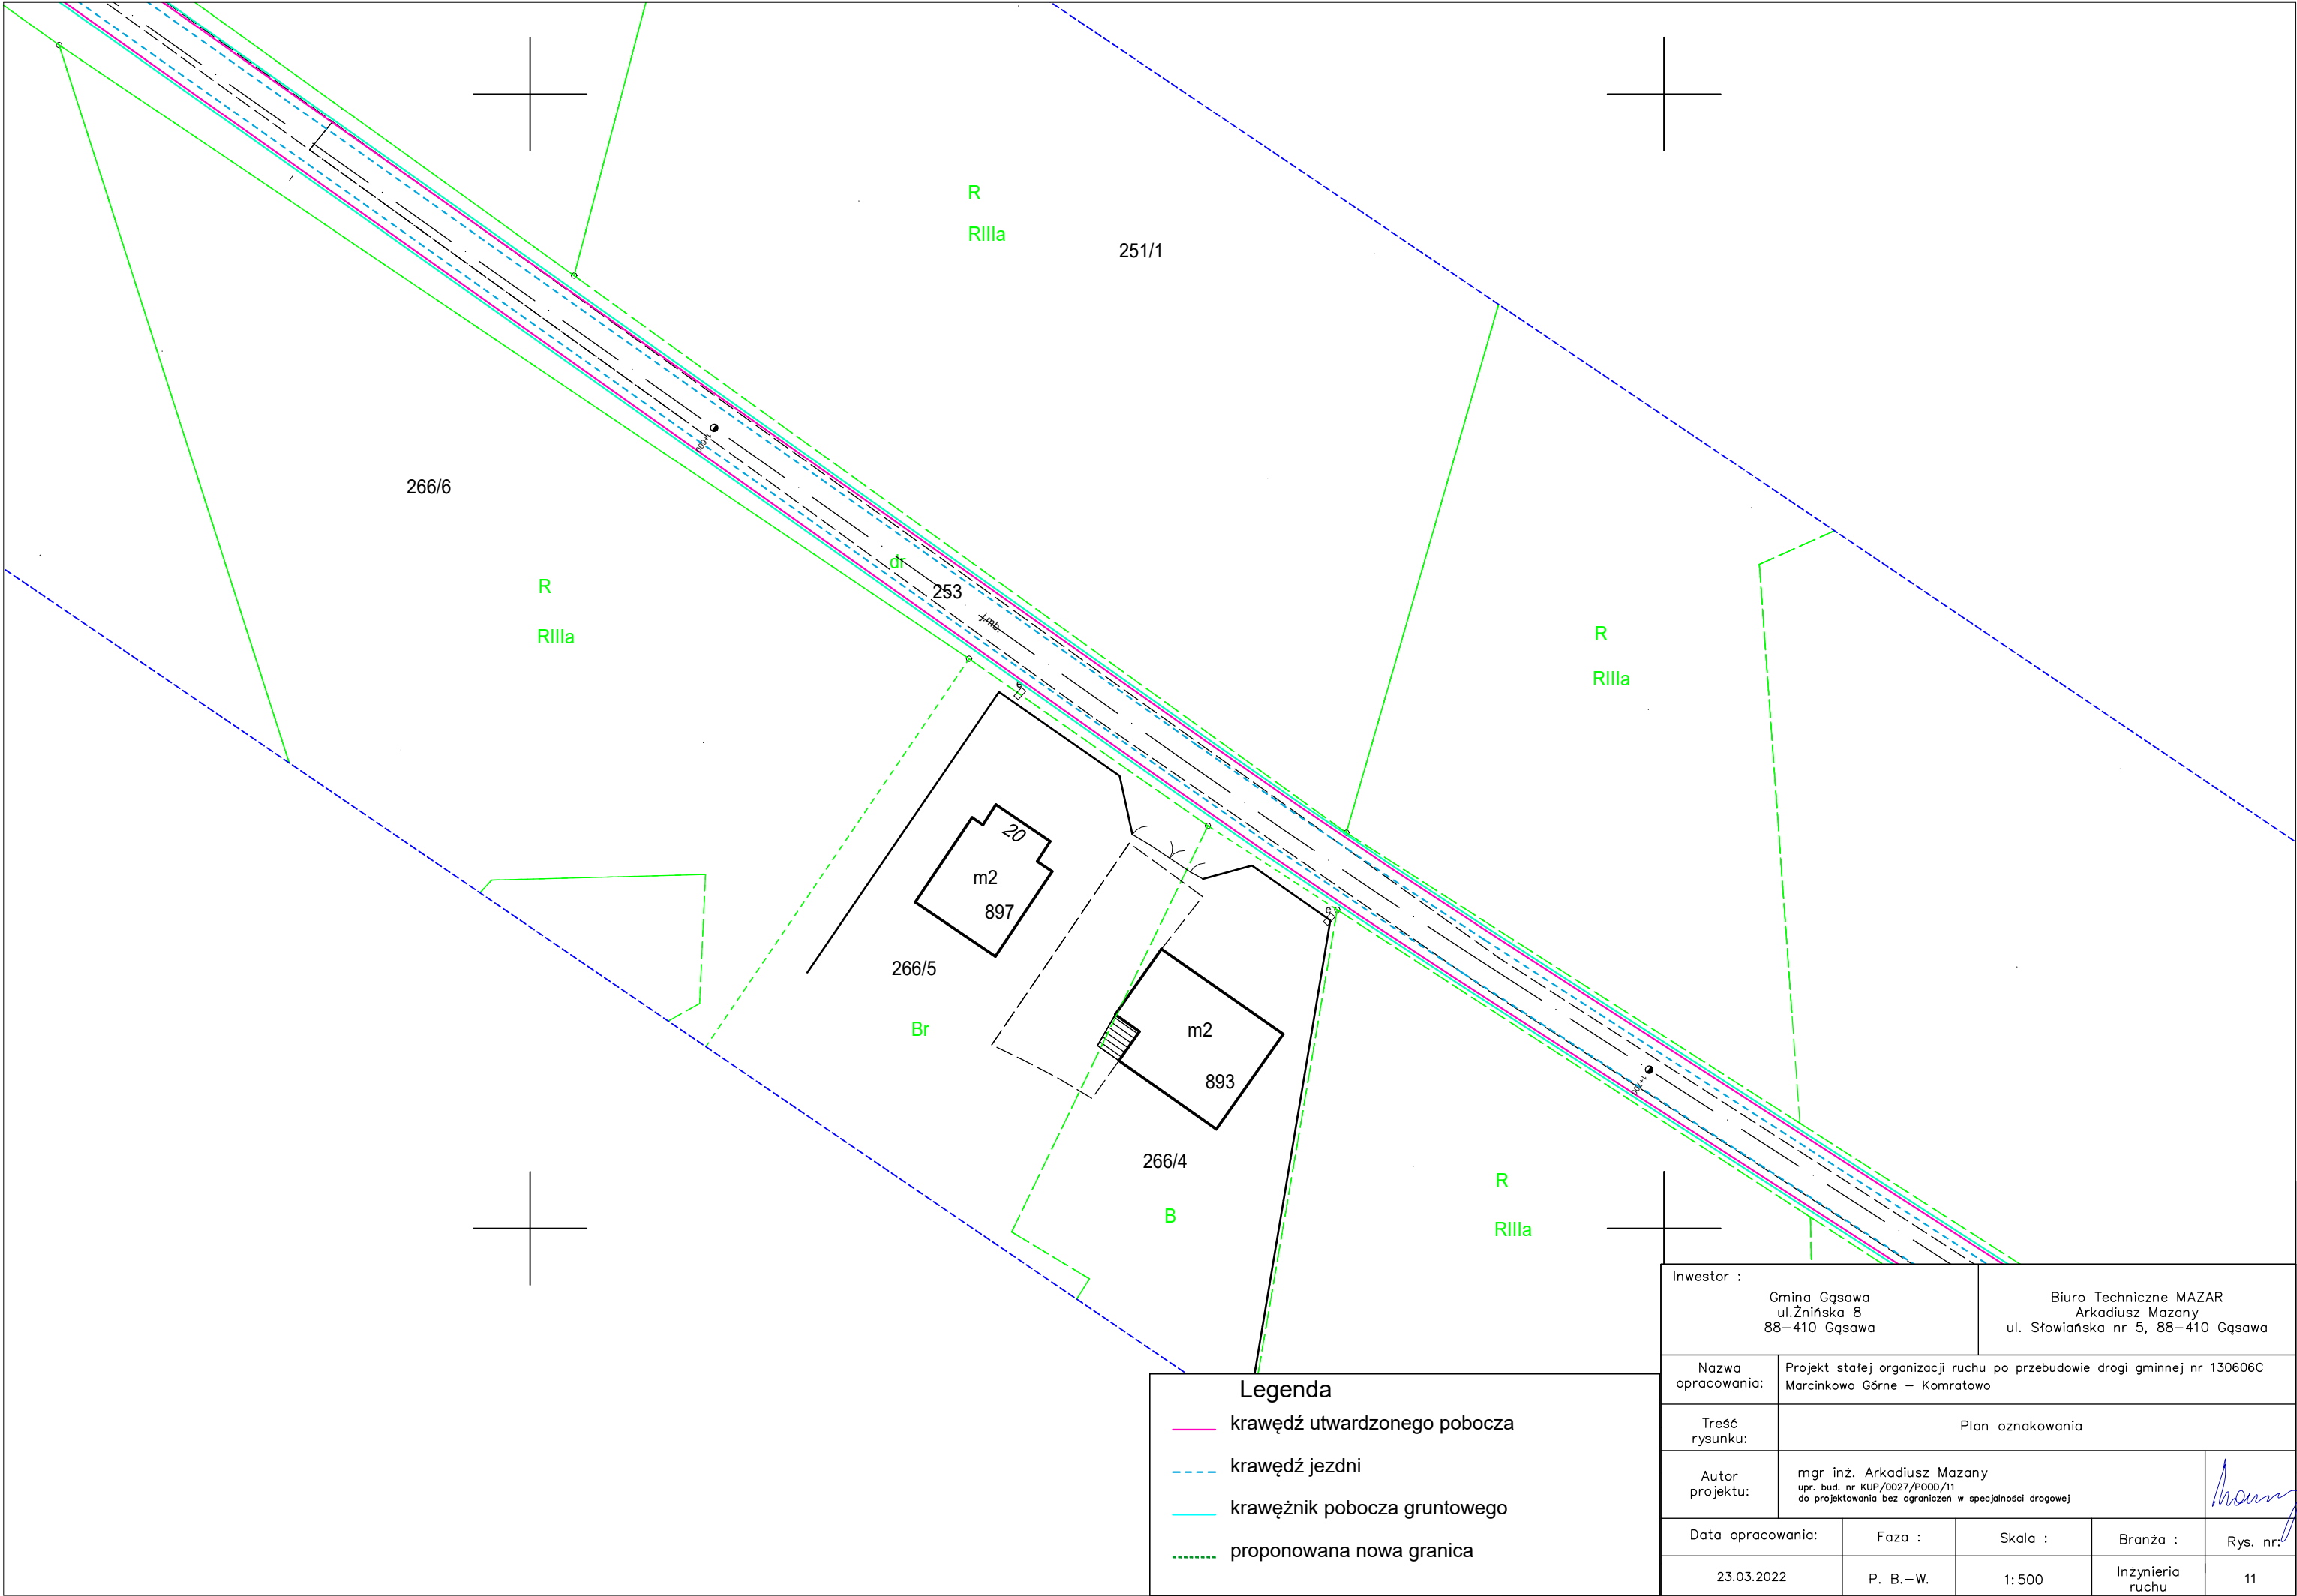 R
RIIIa
251/1
1+600
266/6
dr
253
R
RIIIa
j.mb.
R
RIIIa
e
20
m2
897
e
266/5
Br
m2
893
1+700
266/4
B
R
RIIIa
Legenda
krawędź utwardzonego pobocza
krawędź jezdni
krawężnik pobocza gruntowego
proponowana nowa granica
Inwestor :
Gmina Gąsawa
ul.Żnińska 8
88-410 Gąsawa
Biuro Techniczne MAZAR
Arkadiusz Mazany
ul. Słowiańska nr 5, 88-410 Gąsawa
Nazwa
opracowania:
Projekt stałej organizacji ruchu po przebudowie drogi gminnej nr 130606C
Marcinkowo Górne - Komratowo
Treść
rysunku:
Plan oznakowania
Autor
projektu:
mgr inż. Arkadiusz Mazany
upr. bud. nr KUP/0027/POOD/11
do projektowania bez ograniczeń w specjalności drogowej
Data opracowania:
Faza :
Skala :
Branża :
Rys. nr:
23.03.2022
P. B.-W.
1:500
Inżynieria
ruchu
11